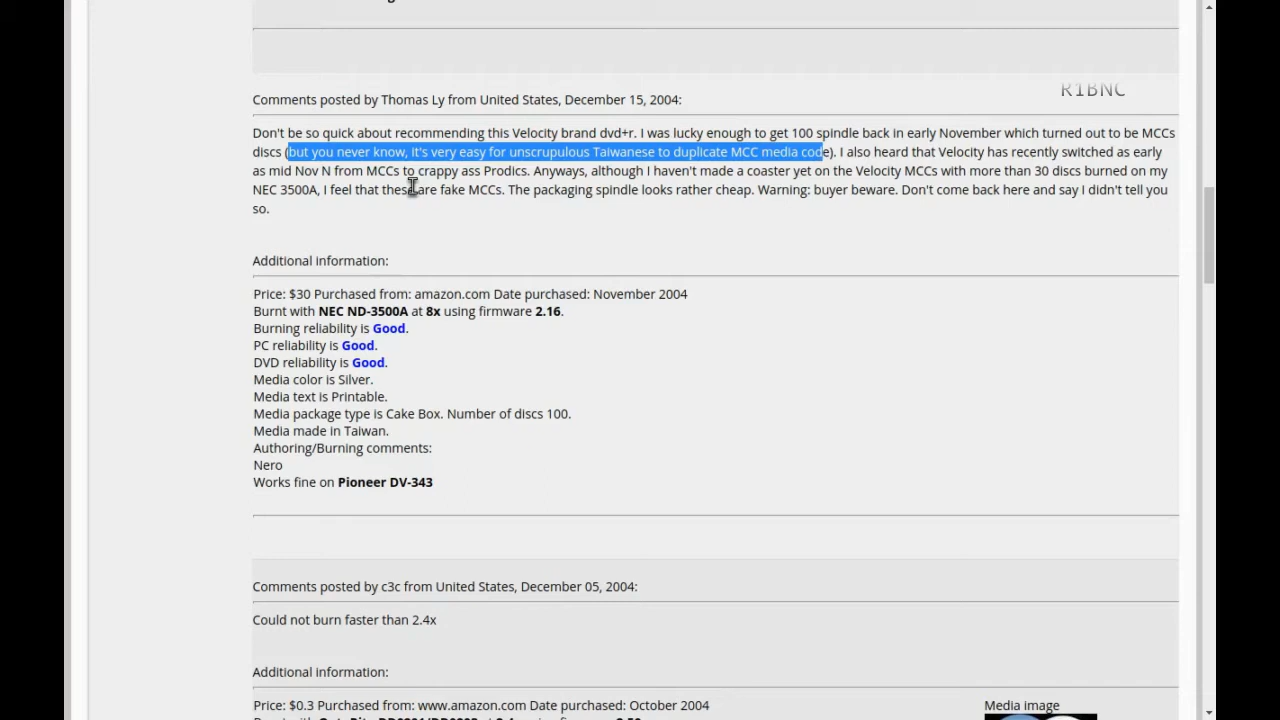 R1BNC
Comments posted by Thomas Ly from United States, December 15, 2004:
Don't be so quick about recommending this Velocity brand dvd+r. I was lucky enough to get 100 spindle back in early November which turned out to be MCCs
discs (but you never know, it's very easy for unscrupulous Taiwanese to duplicate MCC media code). I also heard that Velocity has recently switched as early
as mid Nov N from MCCs to crappy ass Prodics. Anyways, although I haven't made a coaster yet on the Velocity MCCs with more than 30 discs burned on my
NEC 3500A, I feel that these are fake MCCs. The packaging spindle looks rather cheap. Warning: buyer beware. Don't come back here and say I didn't tell you
so.
Additional information:
Price: $30 Purchased from: amazon.com Date purchased: November 2004
Burnt with NEC ND-3500A at 8x using firmware 2.16.
Burning reliability is Good.
PC reliability is Good.
DVD reliability is Good.
Media color is Silver.
Media text is Printable.
Media package type is Cake Box. Number of discs 100.
Media made in Taiwan.
Authoring/Burning comments:
Nero
Works fine on Pioneer DV-343
Comments posted by c3c from United States, December 05, 2004:
Could not burn faster than 2.4x
Additional information:
Price: $0.3 Purchased from: www.amazon.com Date purchased: October 2004
Media image